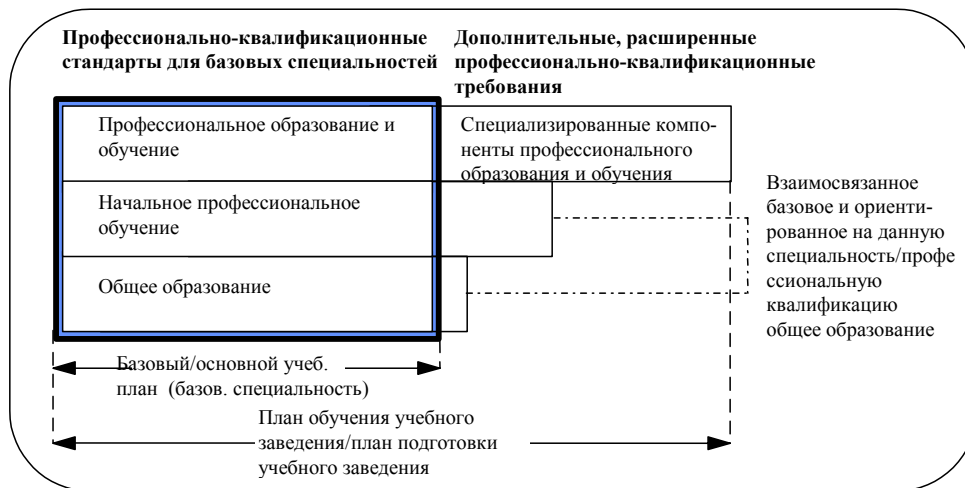 Профессионально-квалификационные
стандарты для базовых специальностей
Дополнительные, расширенные
профессионально-квалификационные
требования
Профессиональное образование и
обучение
Специализированные компо-
ненты профессионального
образования и обучения
Начальное профессиональное
обучение
Общее образование
Взаимосвязанное
базовое и ориенти-
рованное на данную
специальность/профе
ссиональную
квалификацию
общее образование
Базовый/основной учеб.
план (базов. специальность)
План обучения учебного
заведения/план подготовки
учебного заведения